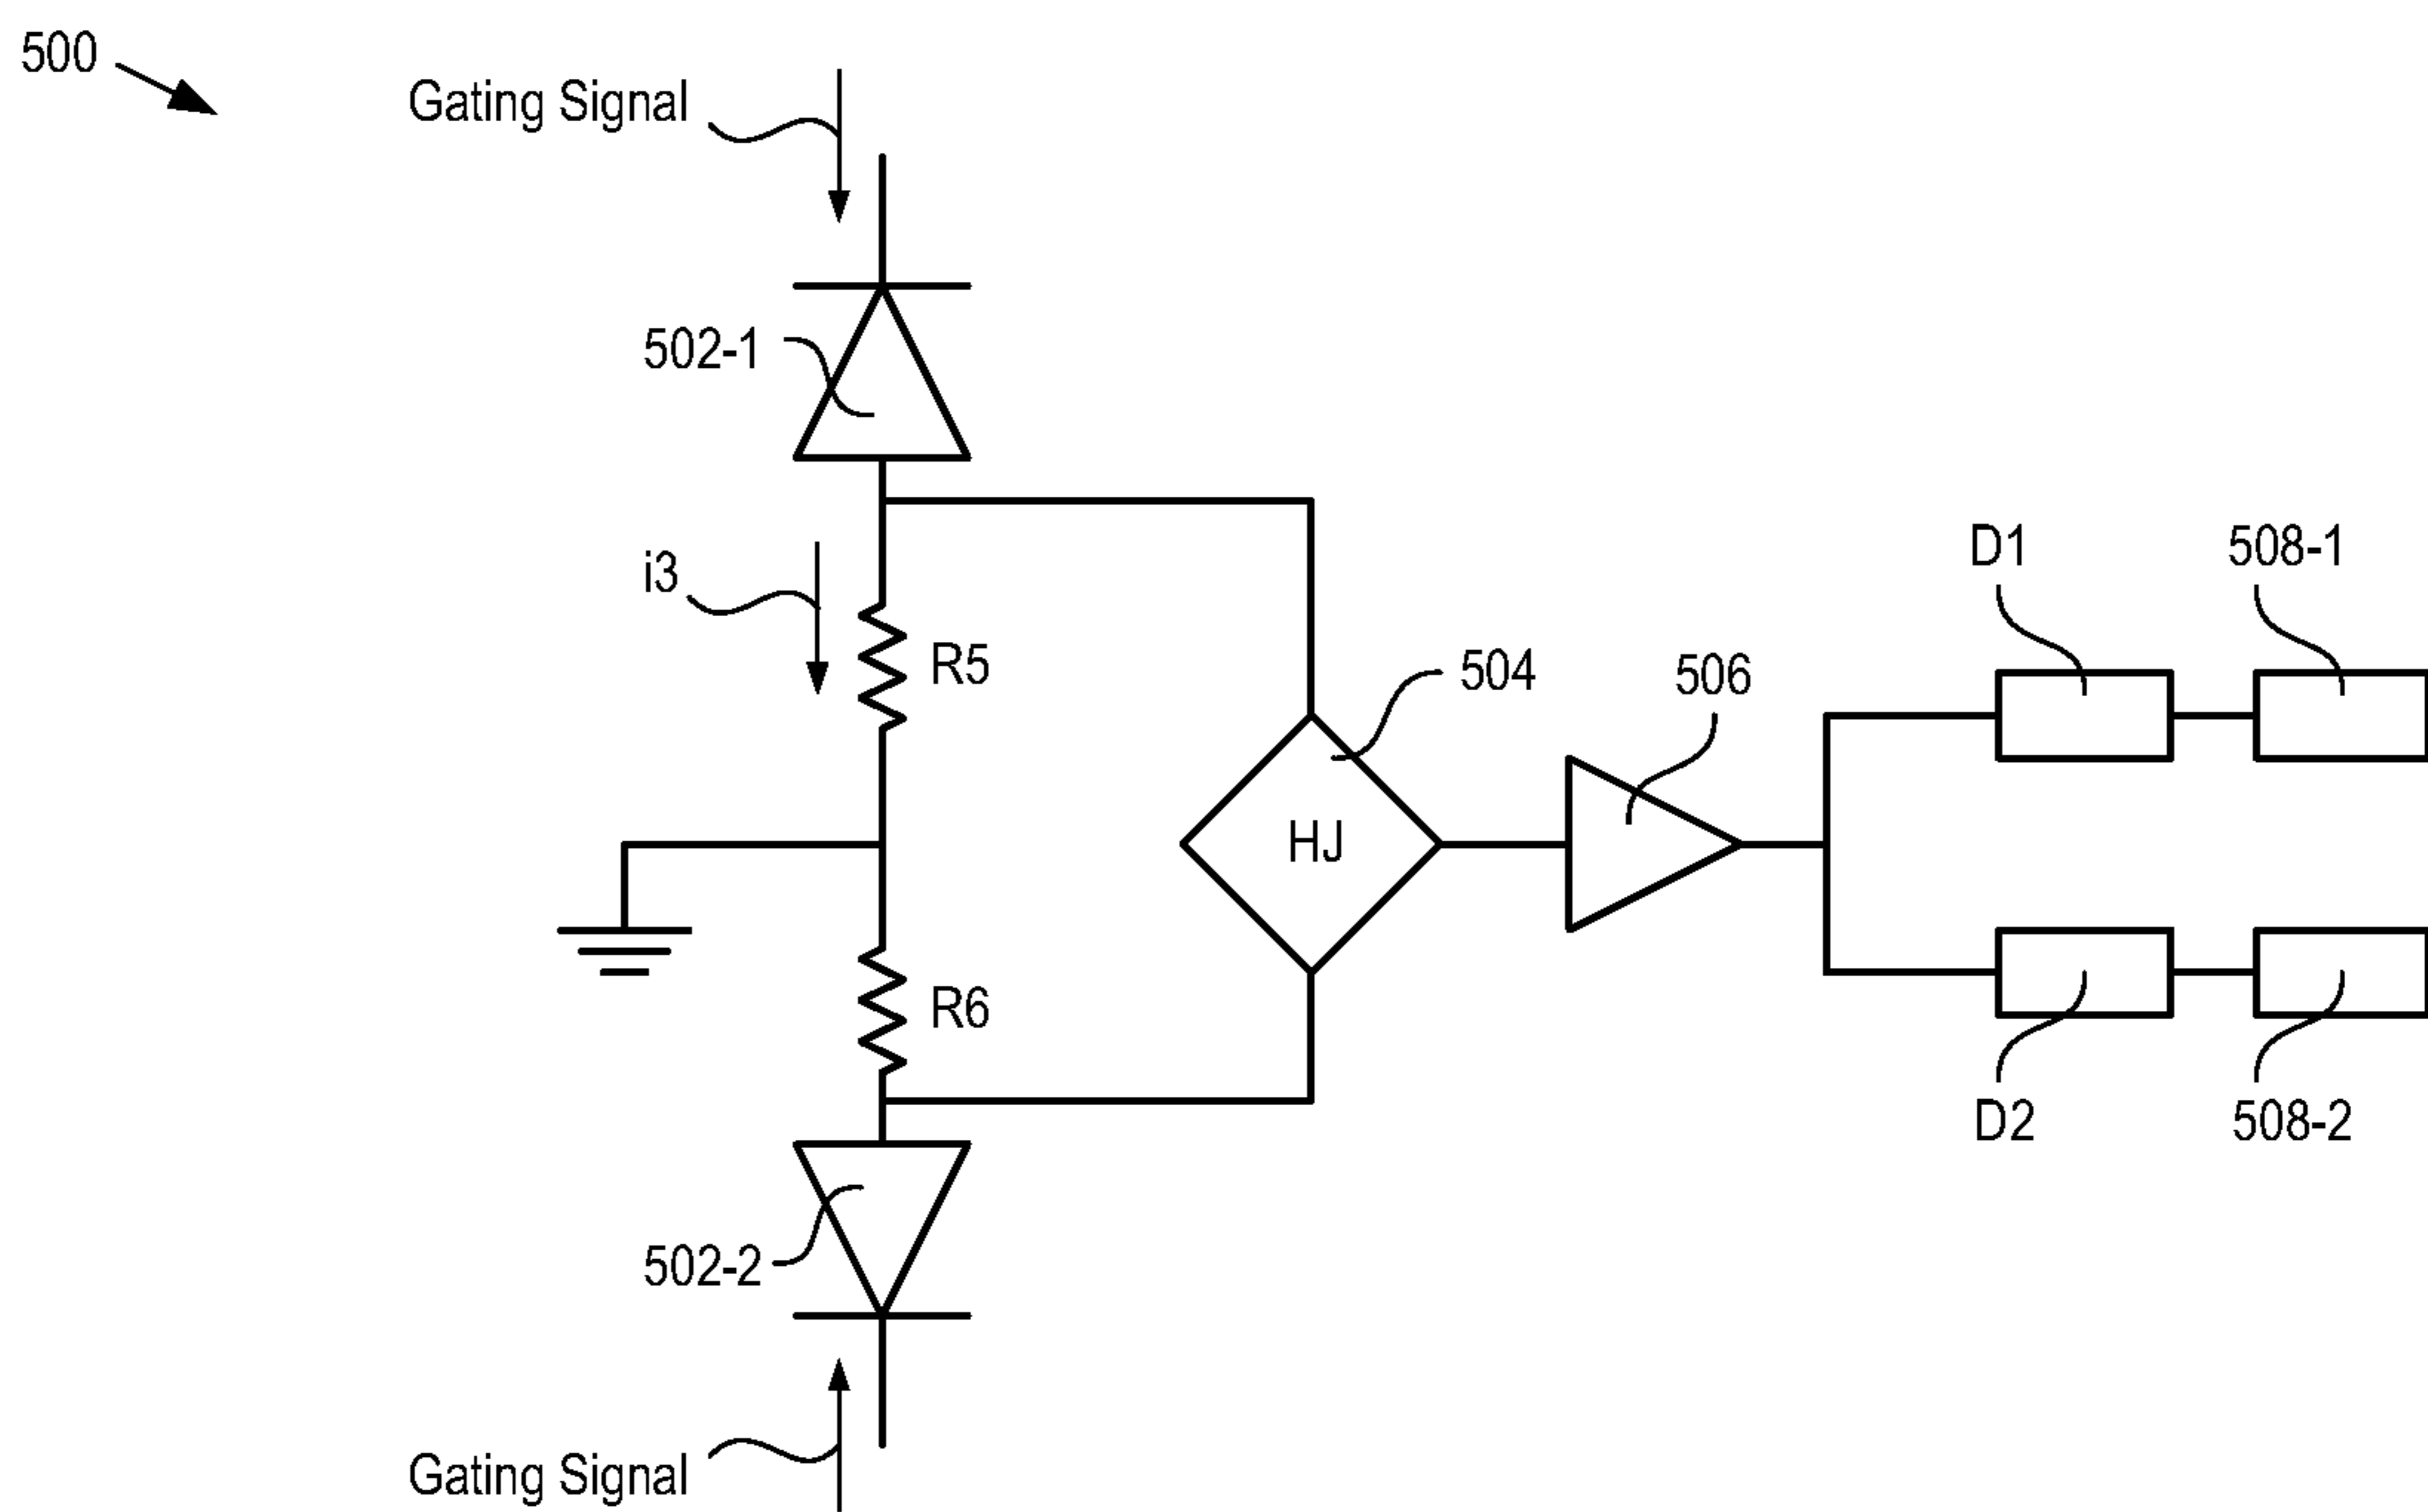 500
Gating Signal
502-1
i3
R5
D1
508-1
504
506
HJ
R6
D2
508-2
502-2
Gating Signal